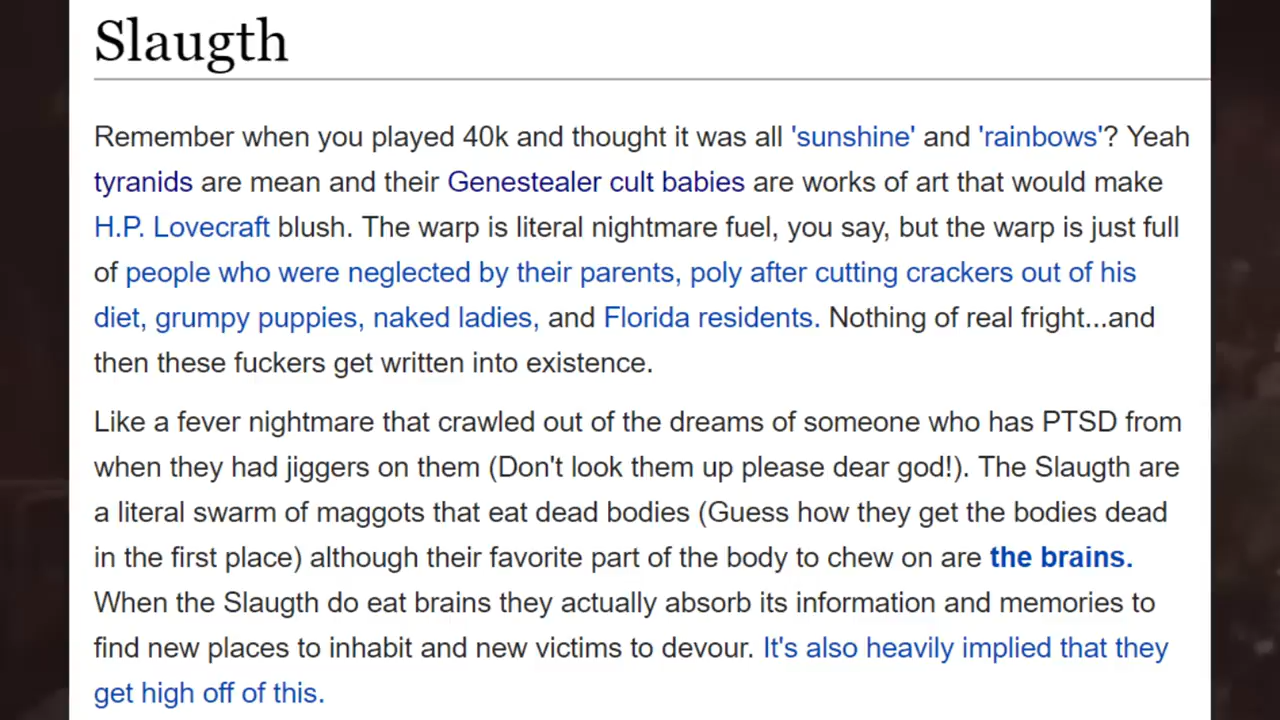 Slaugth
Remember when you played 40k and thought it was all 'sunshine' and 'rainbows'? Yeah
tyranids are mean and their Genestealer cult babies are works of art that would make
H.P. Lovecraft blush. The warp is literal nightmare fuel, you say, but the warp is just full
of people who were neglected by their parents, poly after cutting crackers out of his
diet, grumpy puppies, naked ladies, and Florida residents. Nothing of real fright...and
then these fuckers get written into existence.
Like a fever nightmare that crawled out of the dreams of someone who has PTSD from
when they had jiggers on them (Don't look them up please dear god!). The Slaugth are
a literal swarm of maggots that eat dead bodies (Guess how they get the bodies dead
in the first place) although their favorite part of the body to chew on are the brains.
When the Slaugth do eat brains they actually absorb its information and memories to
find new places to inhabit and new victims to devour. It's also heavily implied that they
get high off of this.